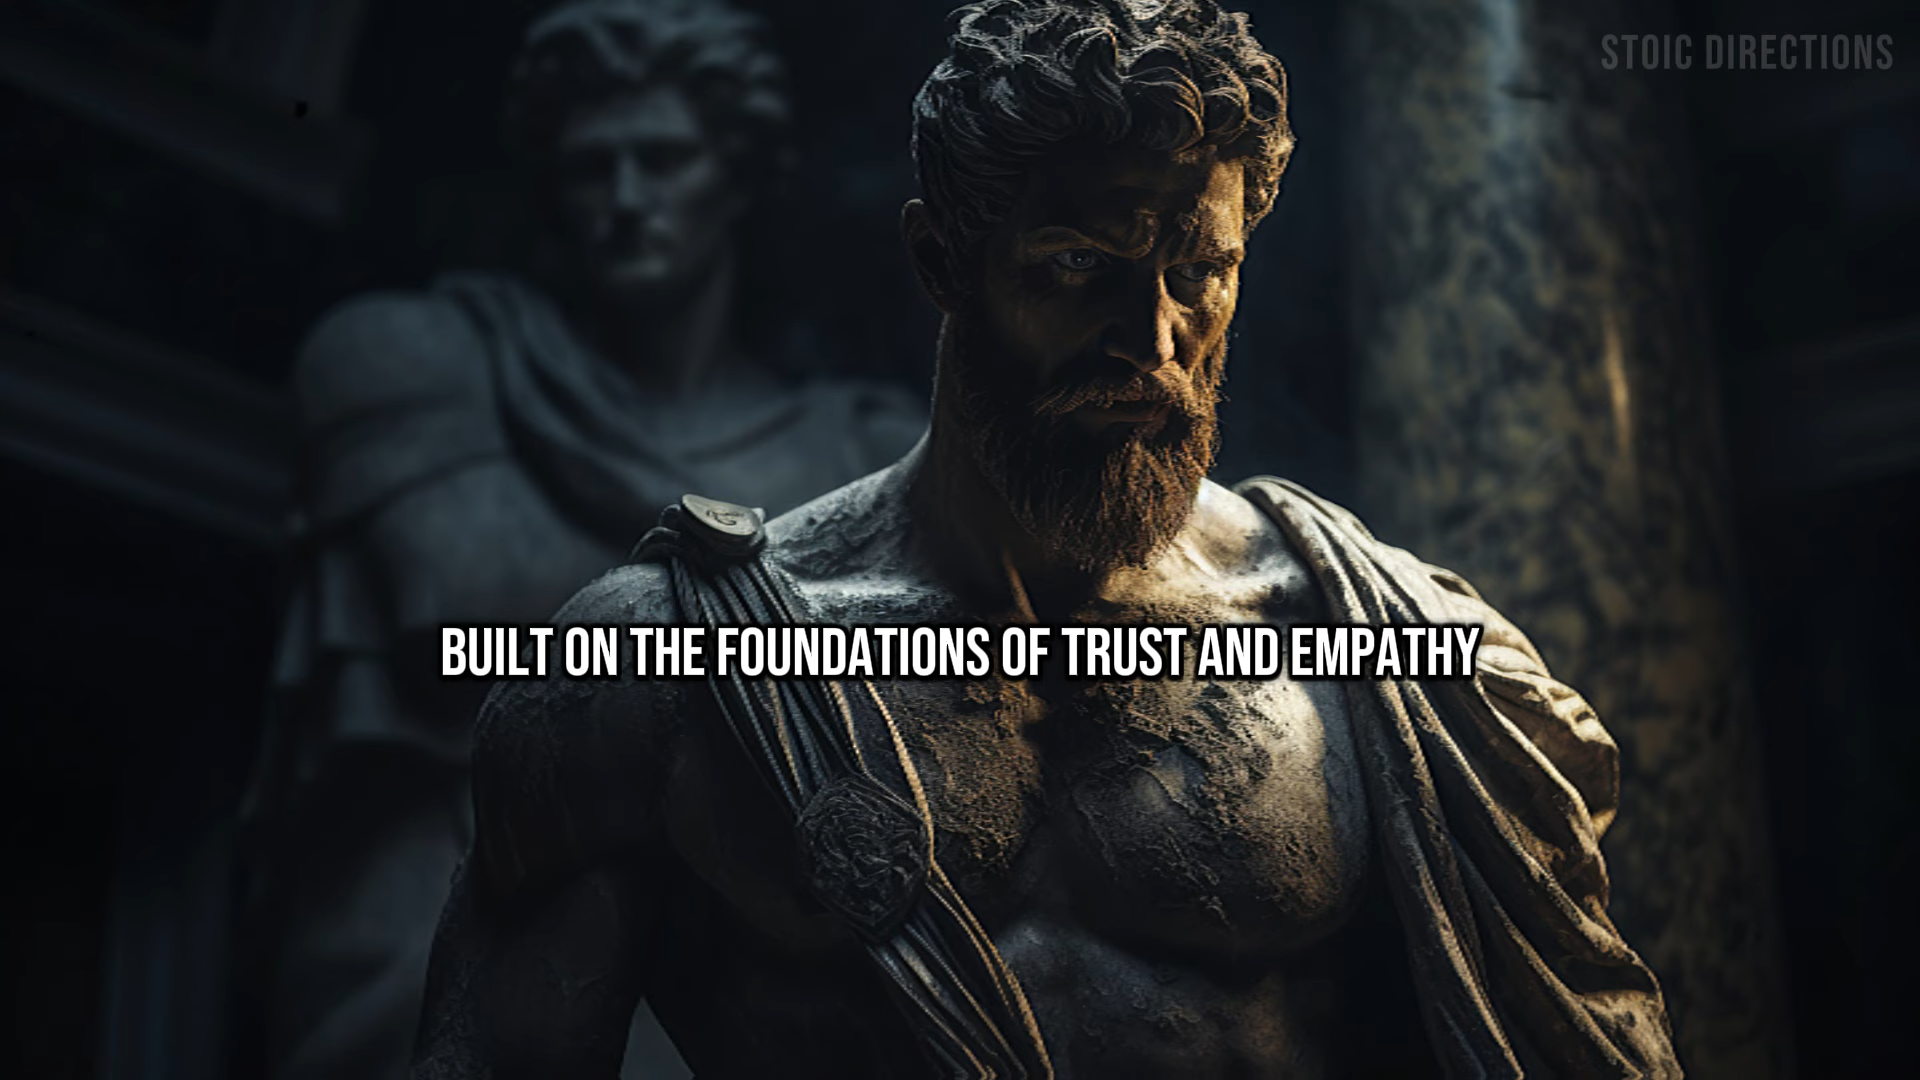 STOIC DIRECTIONS
BUILT ON THE FOUNDATIONS OF TRUST AND EMPATHY